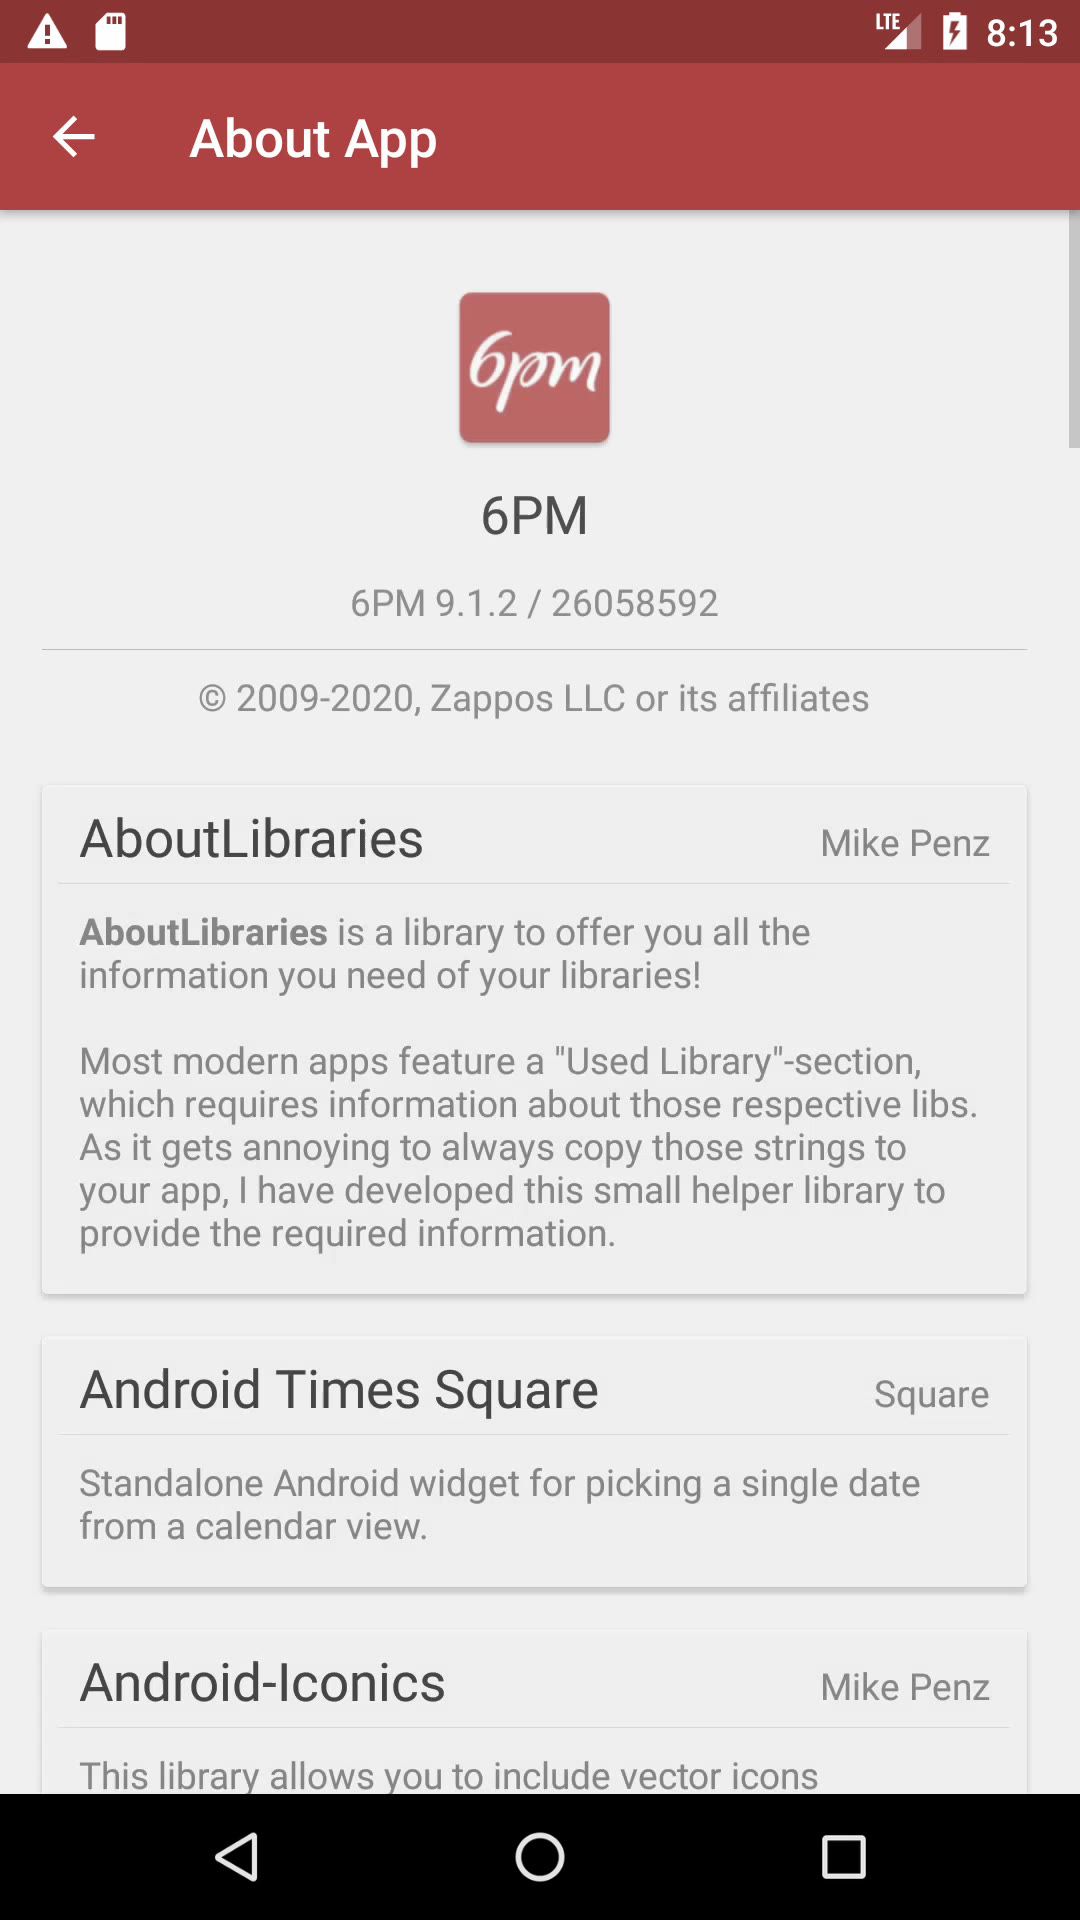 LTE 8:13
About App
6pm
6PM
6PM 9.1.2 / 26058592
© 2009-2020, Zappos LLC or its affiliates
AboutLibraries Mike Penz
AboutLibraries is a library to offer you all the
information you need of your libraries!
Most modern apps feature a "Used Library"-section,
which requires information about those respective libs.
As it gets annoying to always copy those strings to
your app, I have developed this small helper library to
provide the required information.
Android Times Square Square
Standalone Android widget for picking a single date
from a calendar view.
Android-Iconics Mike Penz
This library allows you to include vector icons